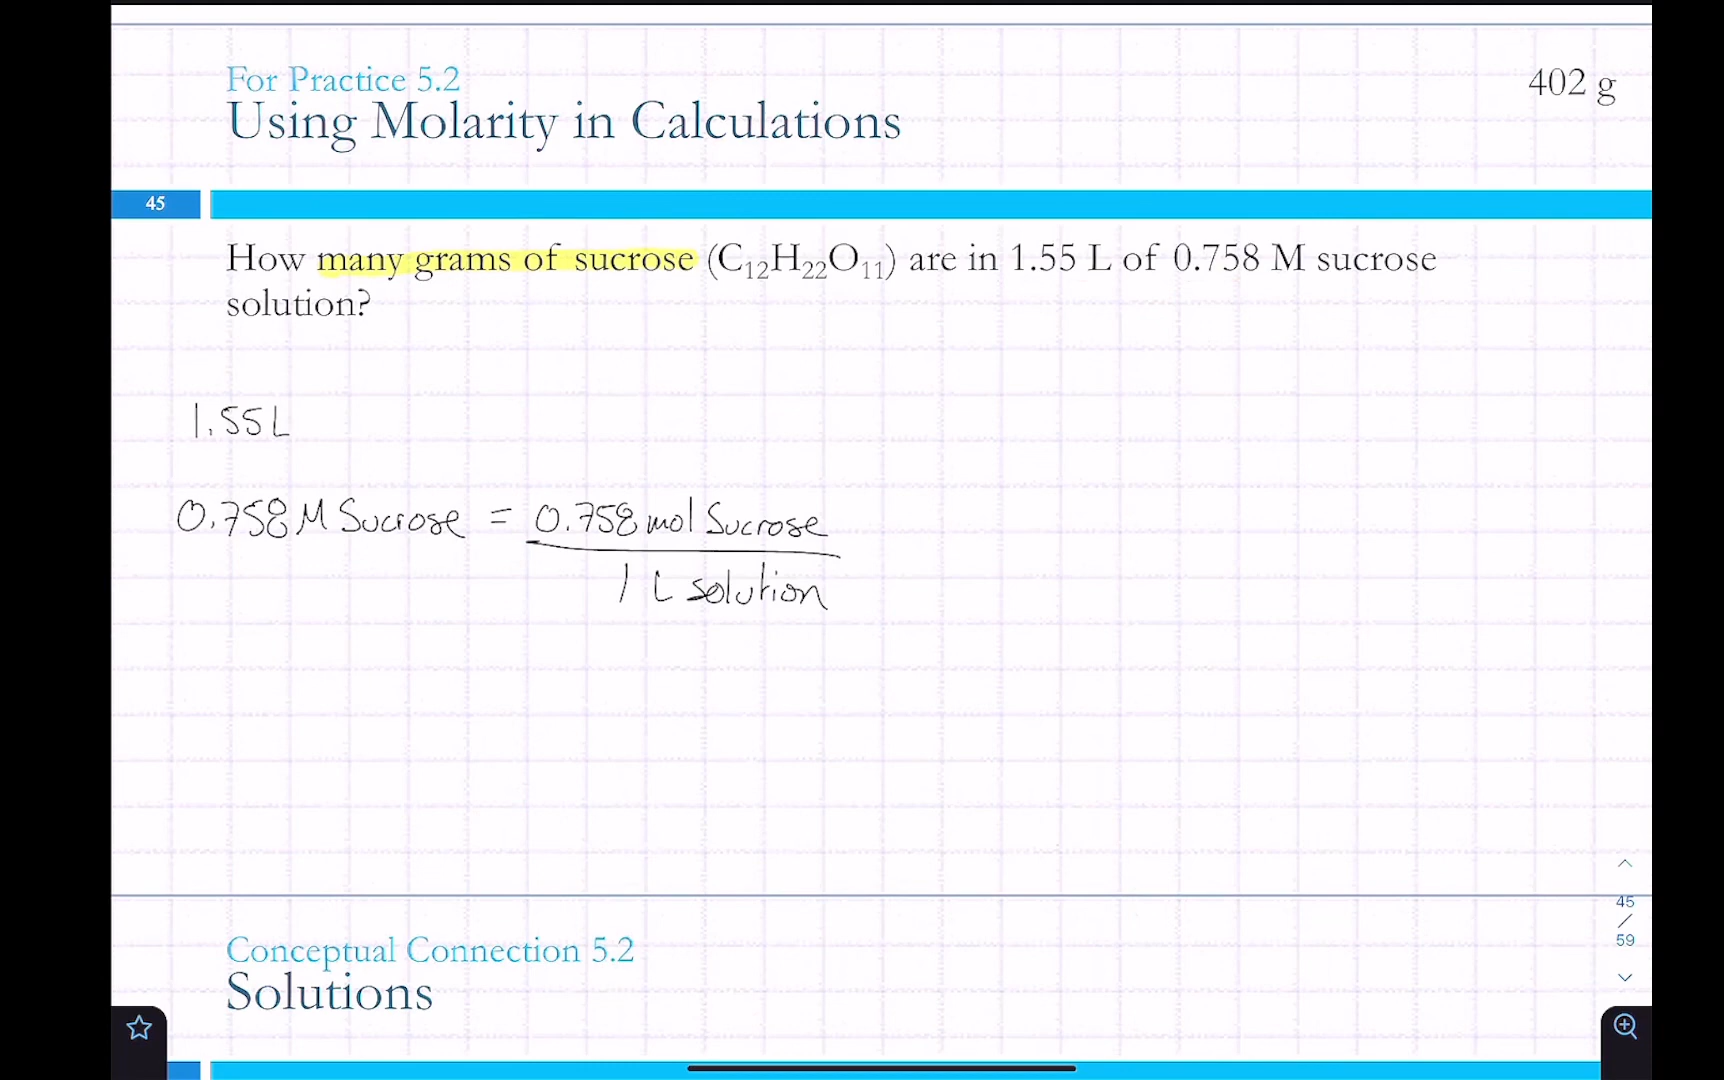 For Practice 5.2
402 g
Using Molarity in Calculations
45
How many grams of sucrose (C₁₂H₂₂O₁₁) are in 1.55 L of 0.758 M sucrose
solution?
1.55 L
0.758 M Sucrose = 0.758 mol Sucrose
1 L solution
45
/
59
Conceptual Connection 5.2
Solutions